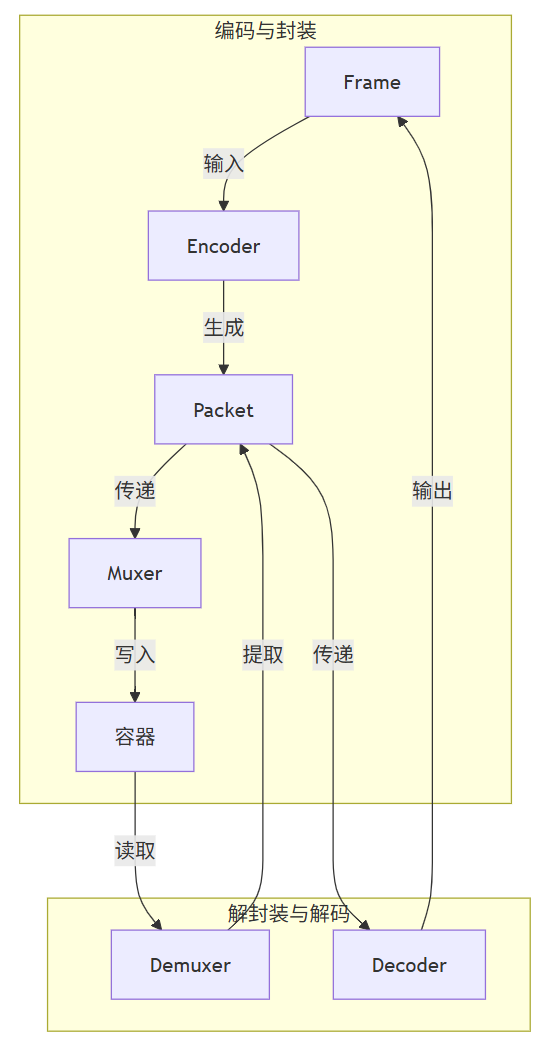 编码与封装
Frame
输入
Encoder
生成
Packet
传递
输出
Muxer
写入
提取
传递
容器
读取
解封装与解码
Demuxer
Decoder